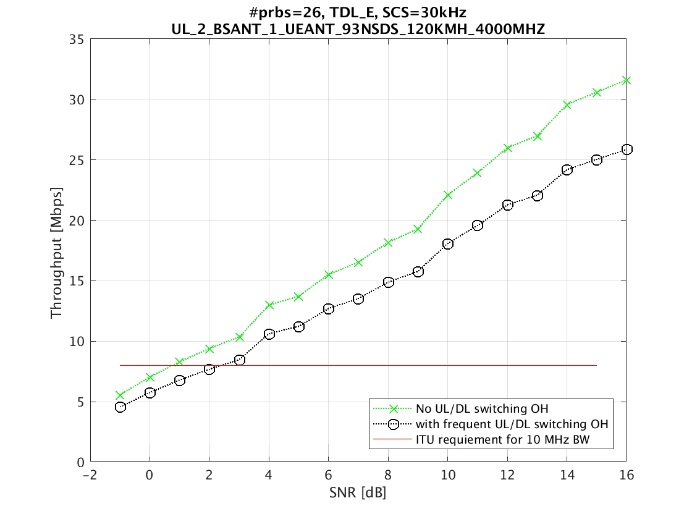 #prbs=26, TDL_E, SCS=30kHz
UL_2_BSANT_1_UEANT_93NSDS_120KMH_4000MHZ
35
30
25
20
15
10
5
0
Throughput [Mbps]
No UL/DL switching OH
with frequent UL/DL switching OH
ITU requiement for 10 MHz BW
-2 0 2 4 6 8 10 12 14 16
SNR [dB]